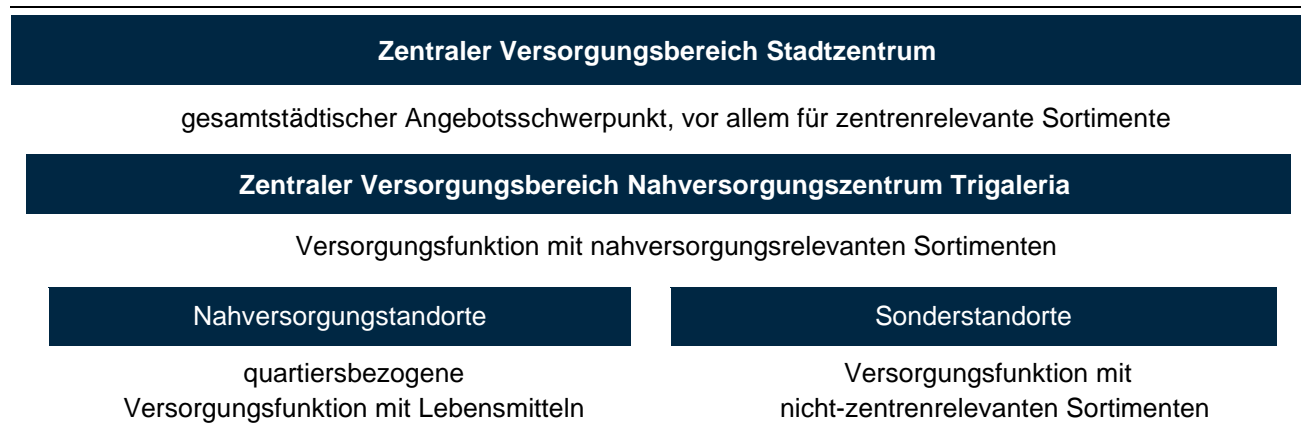 Zentraler Versorgungsbereich Stadtzentrum
gesamtstädtischer Angebotsschwerpunkt, vor allem für zentrenrelevante Sortimente
Zentraler Versorgungsbereich Nahversorgungszentrum Trigaleria
Versorgungsfunktion mit nahversorgungsrelevanten Sortimenten
Nahversorgungstandorte
quartiersbezogene
Versorgungsfunktion mit Lebensmitteln
Sonderstandorte
Versorgungsfunktion mit
nicht-zentrenrelevanten Sortimenten